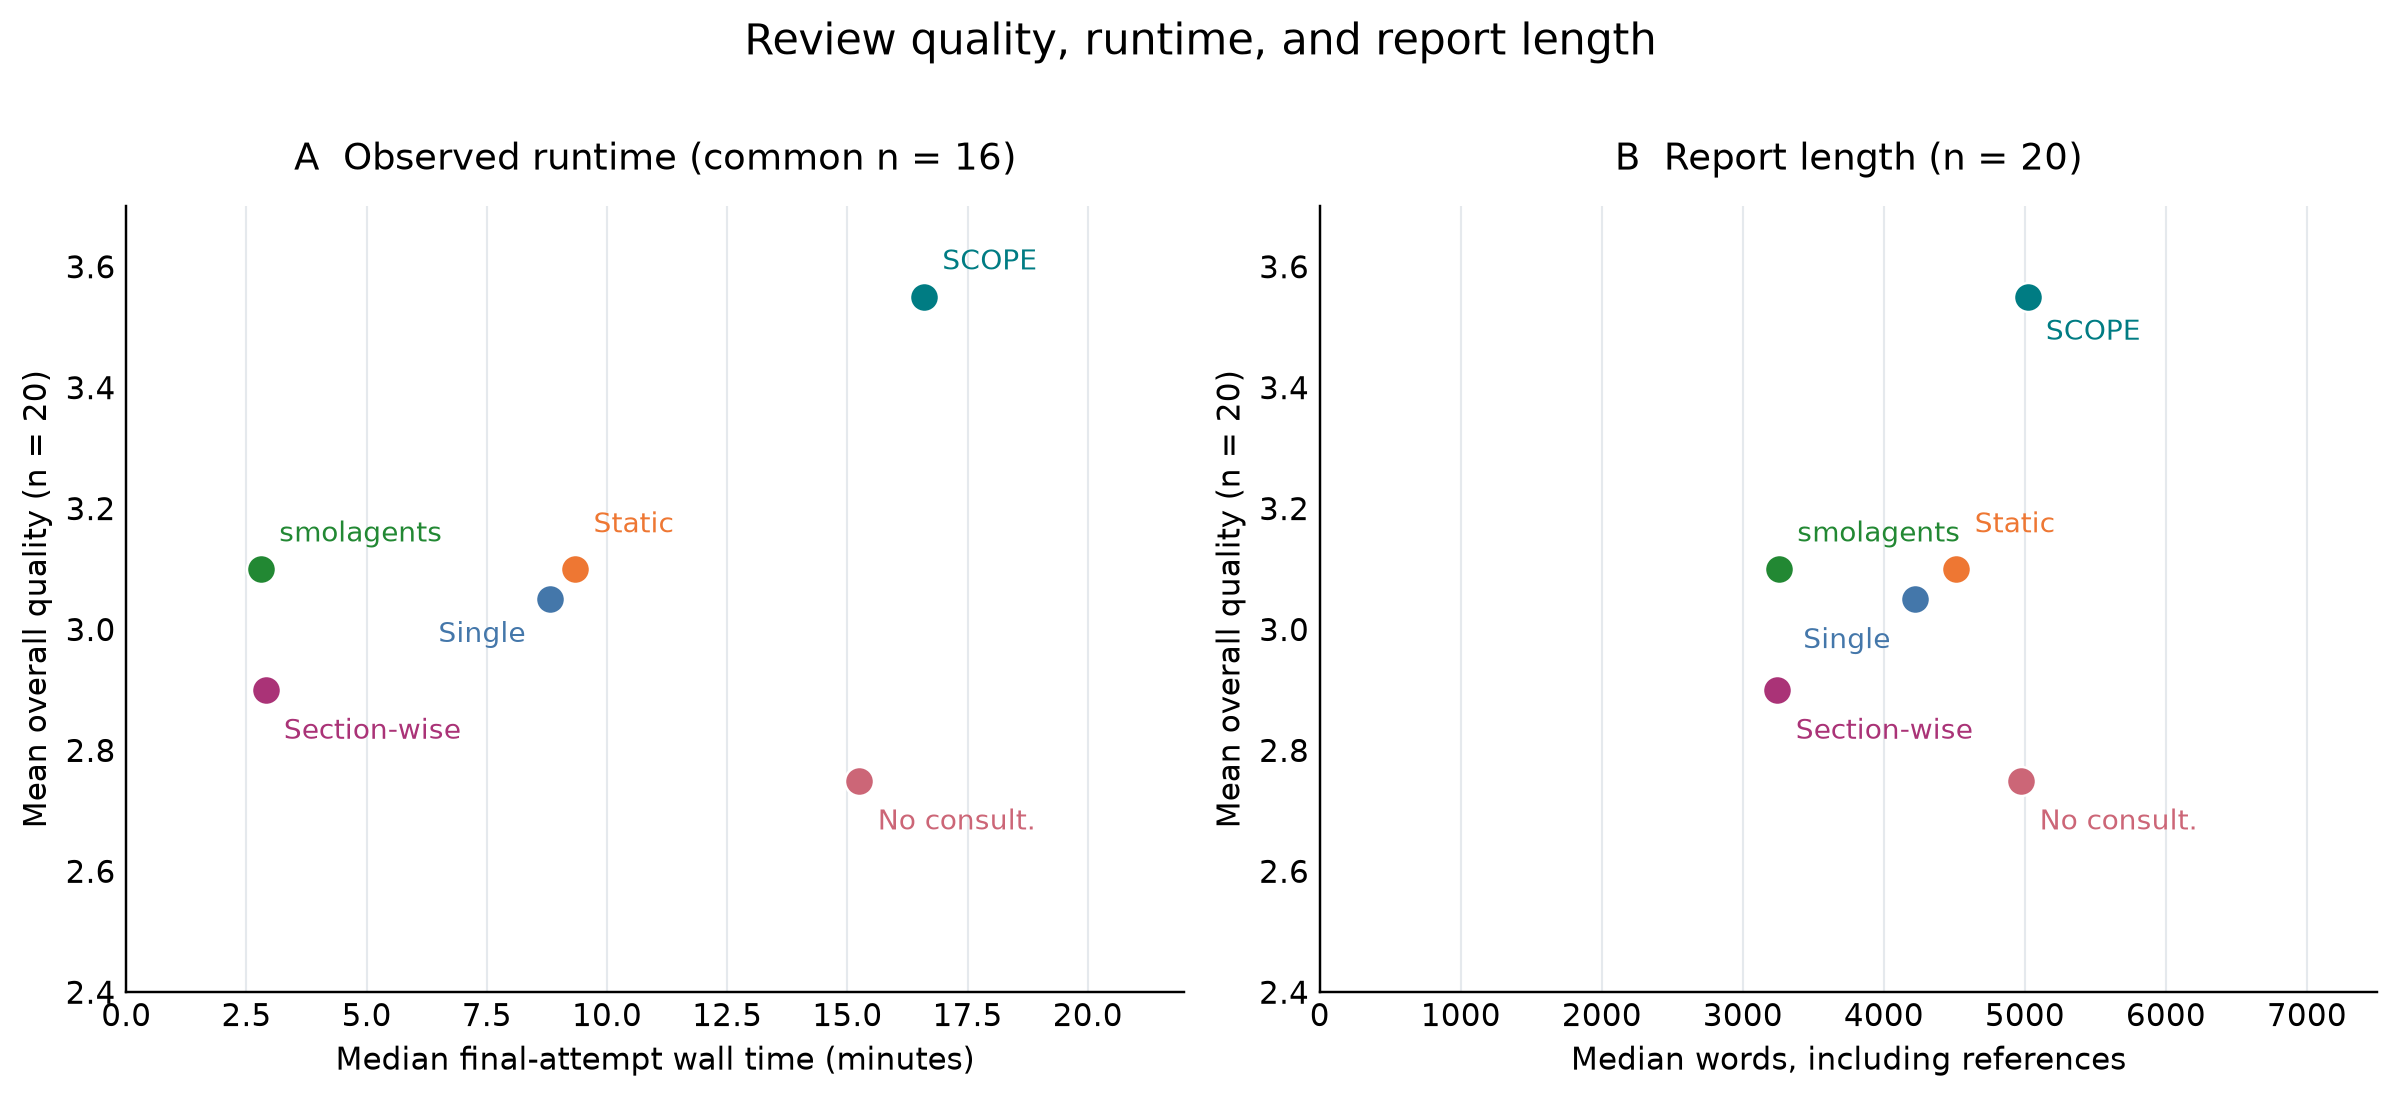 Review quality, runtime, and report length
A  Observed runtime (common n = 16)
Mean overall quality (n = 20)
3.6
3.4
3.2
3.0
2.8
2.6
2.4
SCOPE
smolagents
Static
Single
Section-wise
No consult.
0.0 2.5 5.0 7.5 10.0 12.5 15.0 17.5 20.0
Median final-attempt wall time (minutes)
B  Report length (n = 20)
Mean overall quality (n = 20)
3.6
3.4
3.2
3.0
2.8
2.6
2.4
SCOPE
smolagents
Static
Single
Section-wise
No consult.
0 1000 2000 3000 4000 5000 6000 7000
Median words, including references